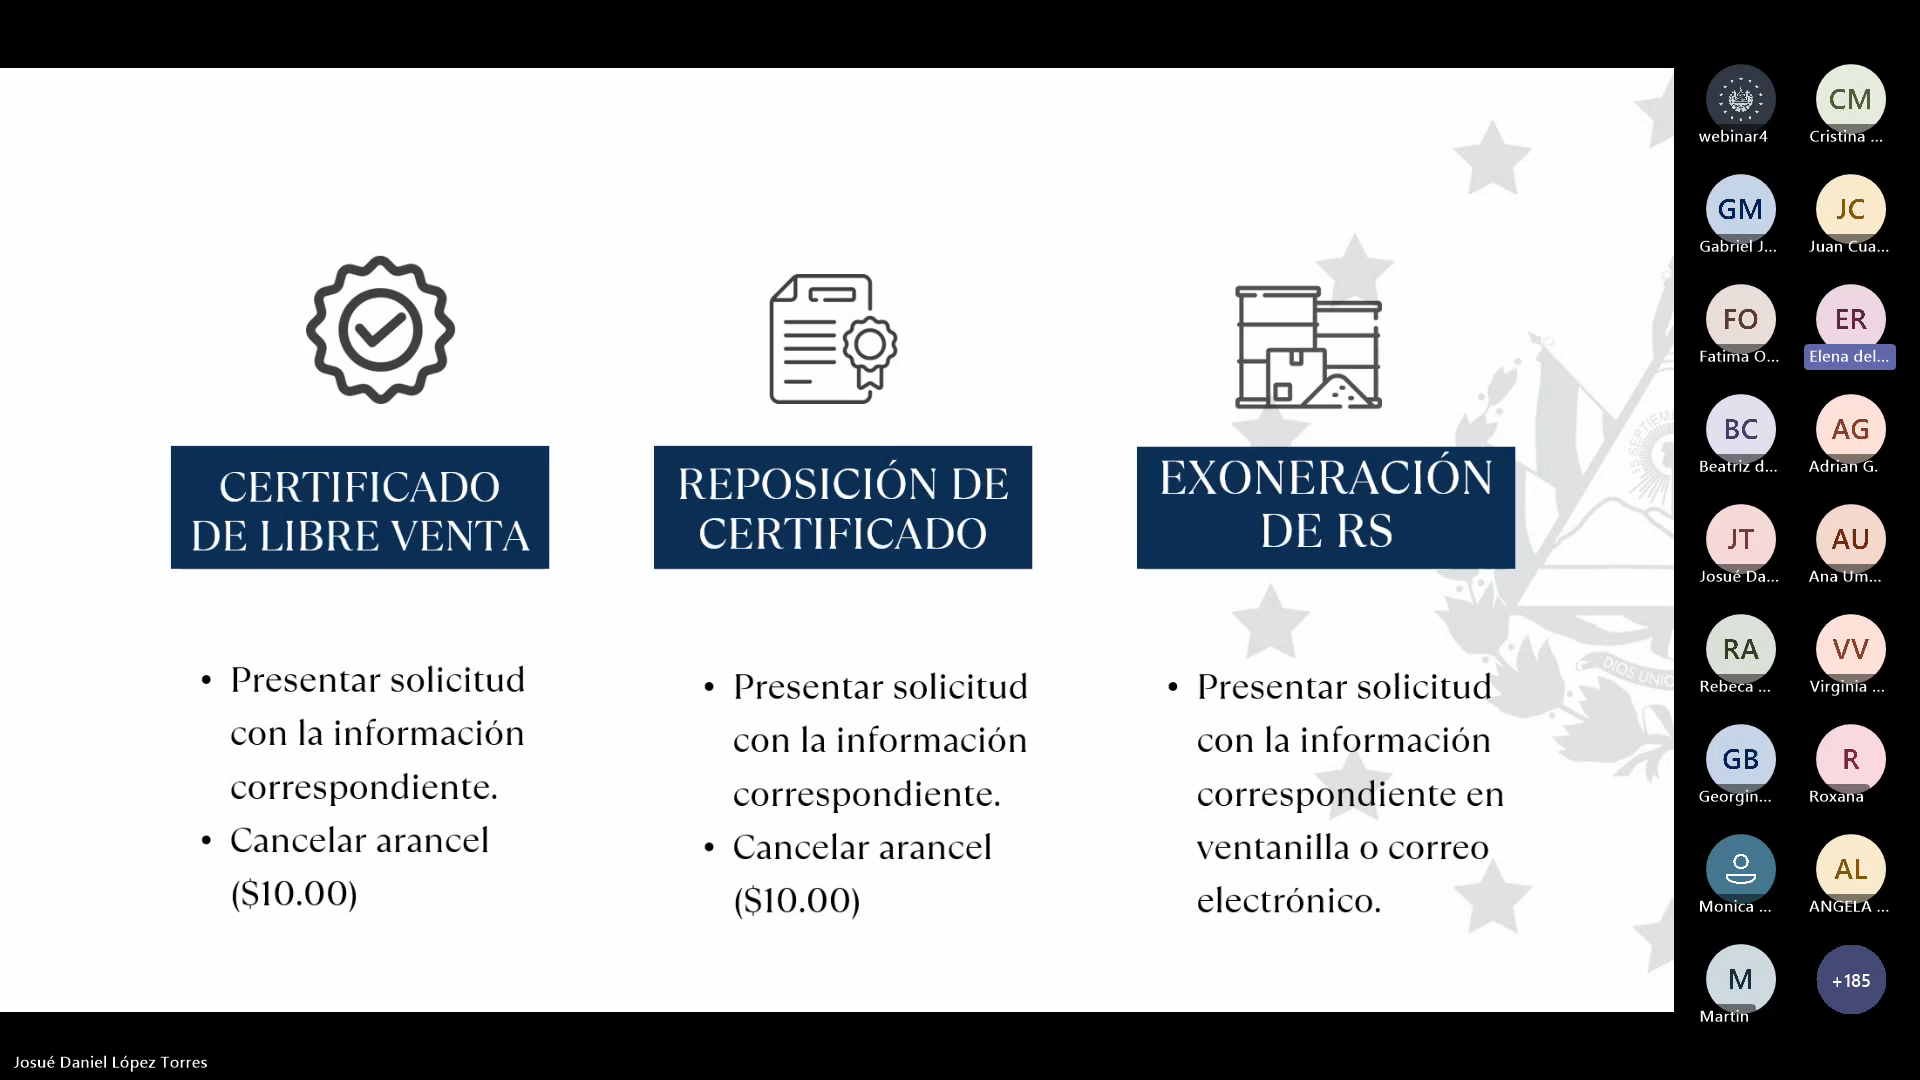 CERTIFICADO
DE LIBRE VENTA
• Presentar solicitud
con la información
correspondiente.
• Cancelar arancel
($10.00)
REPOSICIÓN DE
CERTIFICADO
• Presentar solicitud
con la información
correspondiente.
• Cancelar arancel
($10.00)
EXONERACIÓN
DE RS
• Presentar solicitud
con la información
correspondiente en
ventanilla o correo
electrónico.
DIOS UNIÓ
15 SEPTIEM
webinar4
CM
Cristina ...
GM
Gabriel J...
JC
Juan Cua...
FO
Fatima O...
ER
Elena del...
BC
Beatriz d...
AG
Adrian G.
JT
Josué Da...
AU
Ana Um...
RA
Rebeca ...
VV
Virginia ...
GB
Georgin...
R
Roxana
Monica ...
AL
ANGELA ...
M
Martin
+185
Josué Daniel López Torres